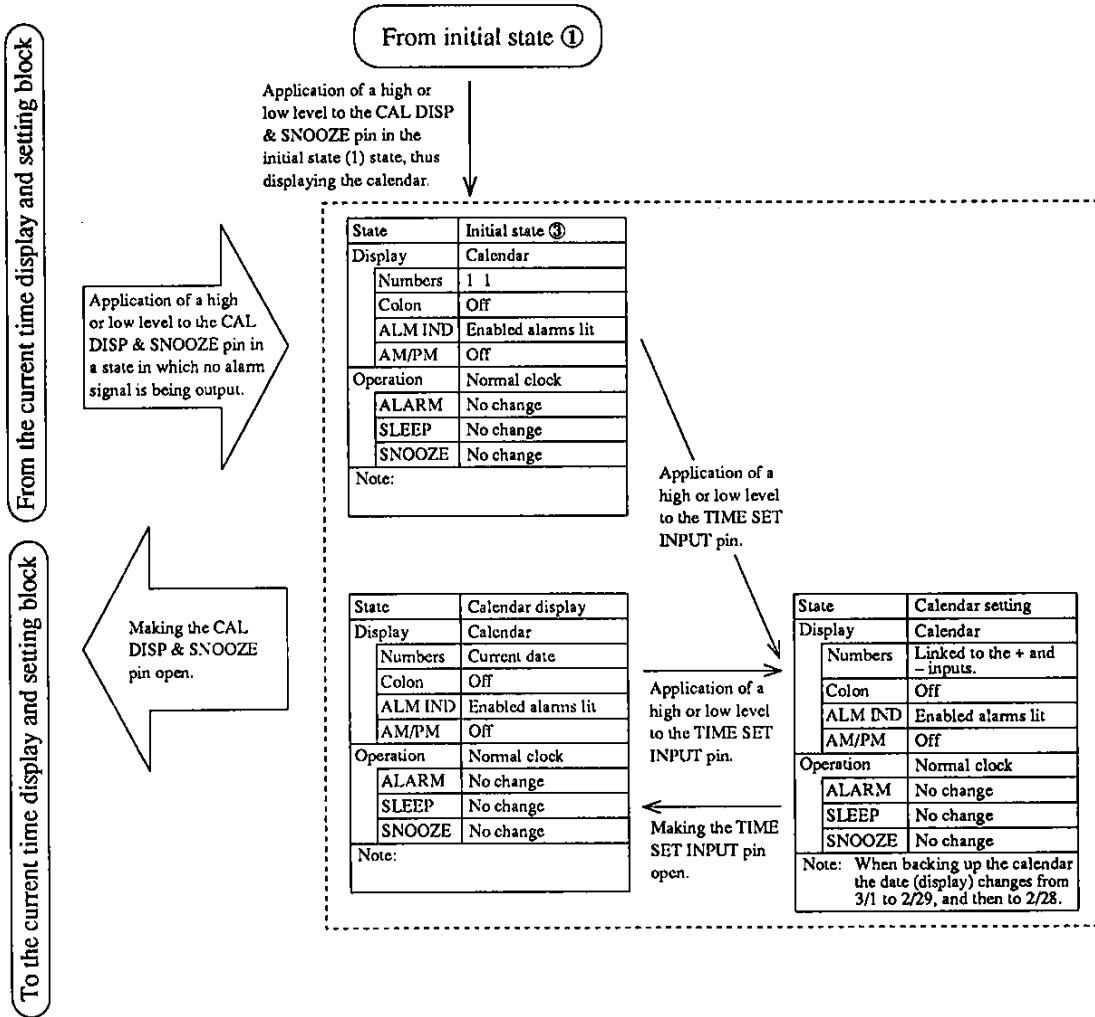 From the current time display and setting block
To the current time display and setting block
From initial state ①
Application of a high or
low level to the CAL DISP
& SNOOZE pin in the
initial state (1) state, thus
displaying the calendar.
Application of a high
or low level to the CAL
DISP & SNOOZE pin in
a state in which no alarm
signal is being output.
State Initial state ③
Display Calendar
Numbers 1 1
Colon Off
ALM IND Enabled alarms lit
AM/PM Off
Operation Normal clock
ALARM No change
SLEEP No change
SNOOZE No change
Note:
Application of a
high or low level
to the TIME SET
INPUT pin.
Making the CAL
DISP & SNOOZE
pin open.
State Calendar display
Display Calendar
Numbers Current date
Colon Off
ALM IND Enabled alarms lit
AM/PM Off
Operation Normal clock
ALARM No change
SLEEP No change
SNOOZE No change
Note:
Application of a
high or low level
to the TIME SET
INPUT pin.
Making the TIME
SET INPUT pin
open.
State Calendar setting
Display Calendar
Numbers Linked to the + and
– inputs.
Colon Off
ALM IND Enabled alarms lit
AM/PM Off
Operation Normal clock
ALARM No change
SLEEP No change
SNOOZE No change
Note: When backing up the calendar
the date (display) changes from
3/1 to 2/29, and then to 2/28.